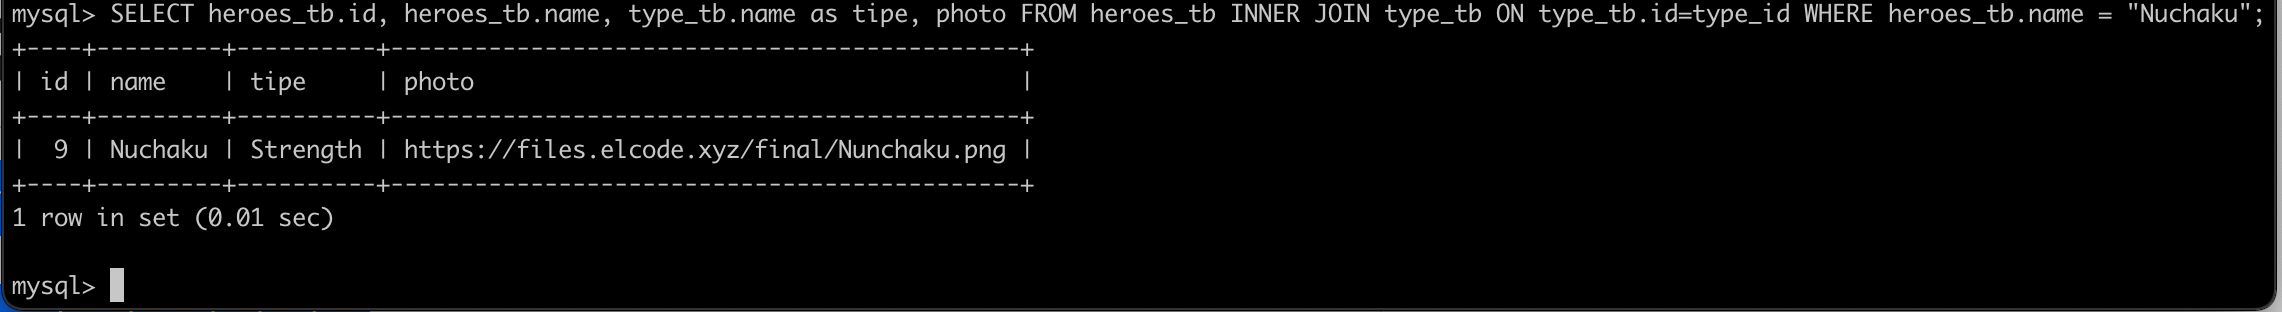 mysql> SELECT heroes_tb.id, heroes_tb.name, type_tb.name as tipe, photo FROM heroes_tb INNER JOIN type_tb ON type_tb.id=type_id WHERE heroes_tb.name = "Nuchaku";
+----+---------+----------+---------------------------------------------+
| id | name    | tipe     | photo                                       |
+----+---------+----------+---------------------------------------------+
|  9 | Nuchaku | Strength | https://files.elcode.xyz/final/Nunchaku.png |
+----+---------+----------+---------------------------------------------+
1 row in set (0.01 sec)
mysql>